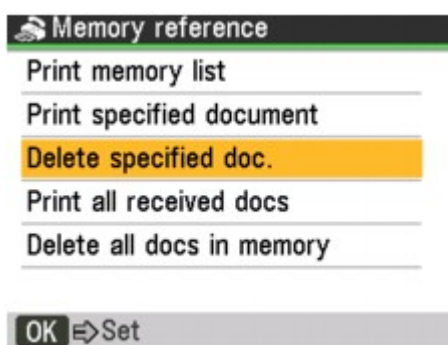 Memory reference
Print memory list
Print specified document
Delete specified doc.
Print all received docs
Delete all docs in memory
OK Set